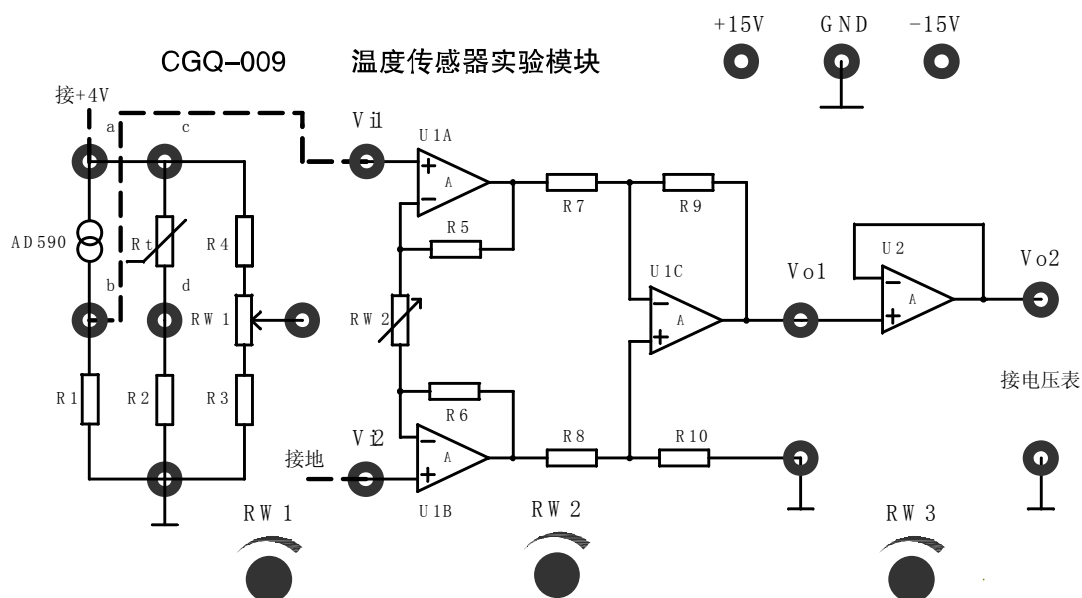 +15V GND -15V
CGQ-009 温度传感器实验模块
接+4V
a c
Vi1
U1A
A
R7 R9
R5
AD590 Rt R4
b d
RW1
RW2
U1C
A
Vo1
U2
A
Vo2
R1 R2 R3
接电压表
R6
R8 R10
接地
Vi2
A
U1B
RW1 RW2 RW3